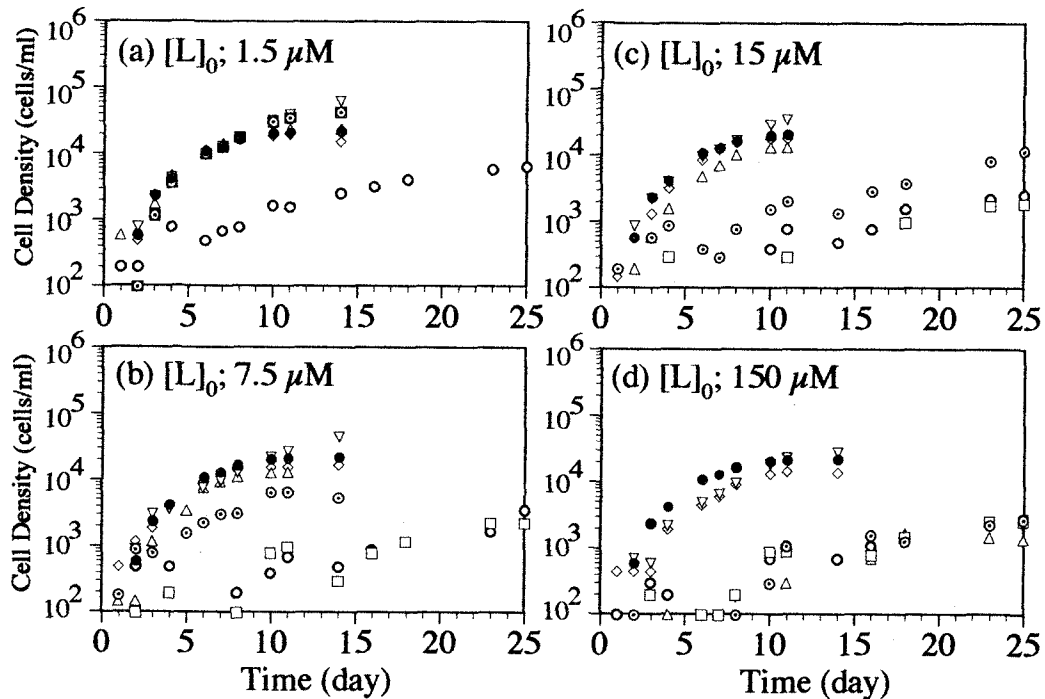 Cell Density (cells/ml)
10^6
10^5
10^4
10^3
10^2
(a) [L]_0; 1.5 μM
0 5 10 15 20 25
10^6
10^5
10^4
10^3
10^2
(c) [L]_0; 15 μM
0 5 10 15 20 25
Cell Density (cells/ml)
10^6
10^5
10^4
10^3
10^2
(b) [L]_0; 7.5 μM
0 5 10 15 20 25
Time (day)
10^6
10^5
10^4
10^3
10^2
(d) [L]_0; 150 μM
0 5 10 15 20 25
Time (day)